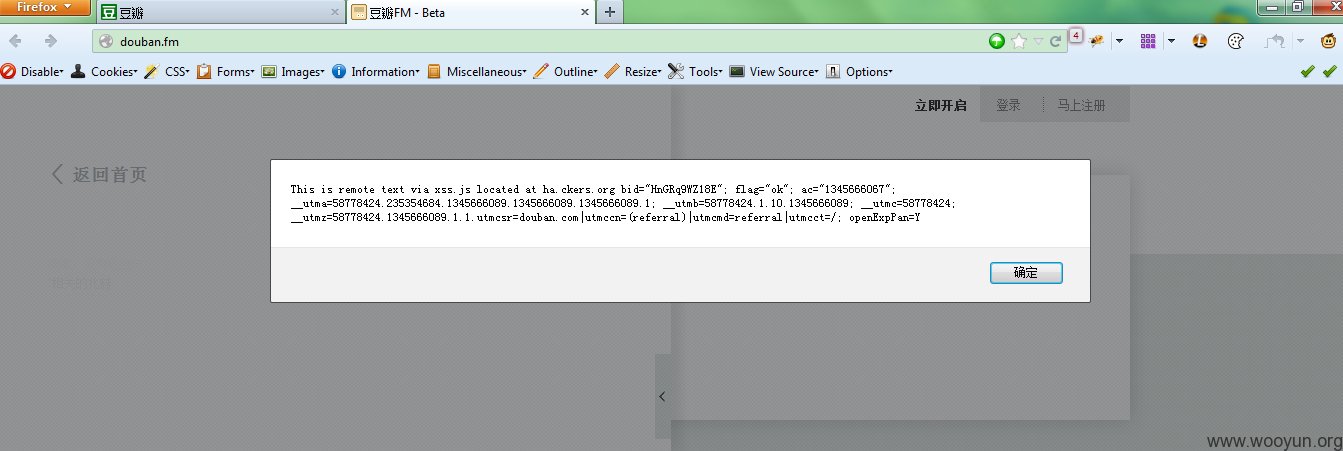 Firefox
豆瓣
豆瓣FM - Beta
douban.fm
4
Disable Cookies CSS Forms Images Information Miscellaneous Outline Resize Tools View Source Options
立即开启 登录 马上注册
返回首页
This is remote text via xss.js located at ha.ckers.org bid="HnGRq9WZ18E"; flag="ok"; ac="1345666067";
__utma=58778424.235354684.1345666089.1345666089.1345666089.1; __utmb=58778424.1.10.1345666089; __utmc=58778424;
__utmz=58778424.1345666089.1.1.utmcsr=douban.com|utmccn=(referral)|utmcmd=referral|utmcct=/; openExpPan=Y
确定
www.wooyun.org